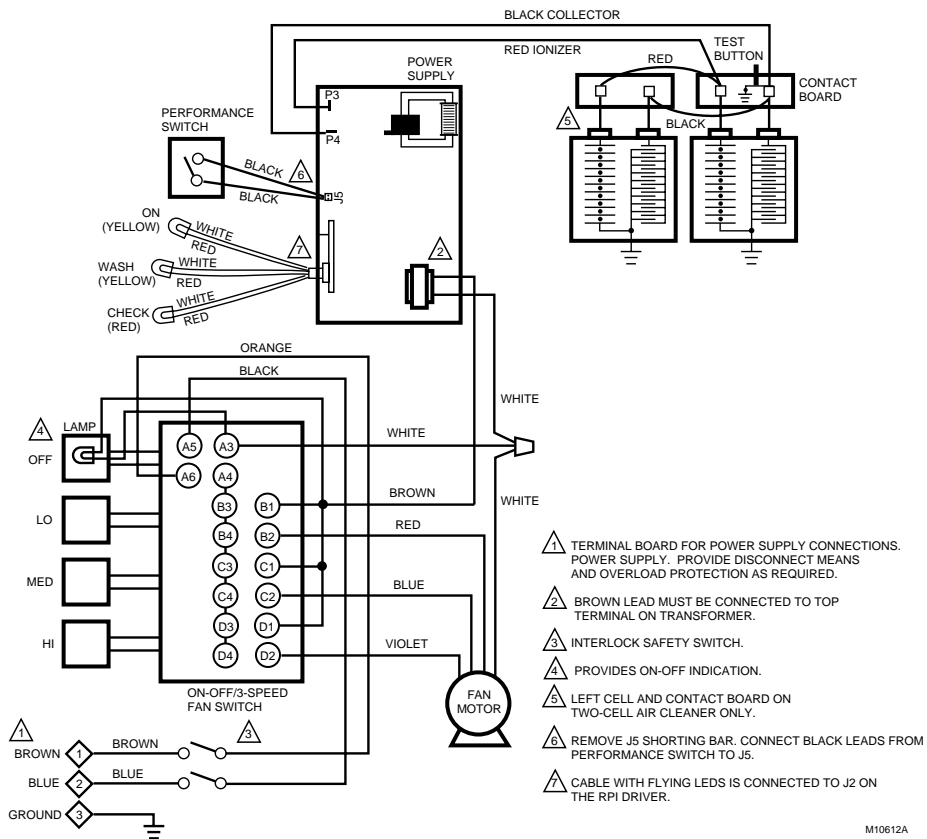 BLACK COLLECTOR
RED IONIZER
TEST
BUTTON
RED
POWER
SUPPLY
CONTACT
BOARD
P3
P4
BLACK
5
PERFORMANCE
SWITCH
BLACK
BLACK
6
J5
ON
(YELLOW)
WHITE
RED
7
2
WASH
(YELLOW)
WHITE
RED
CHECK
(RED)
WHITE
RED
ORANGE
BLACK
WHITE
4
LAMP
OFF
A5
A3
WHITE
A6
A4
B3
B1
BROWN
WHITE
LO
B4
B2
RED
C3
C1
MED
C4
C2
BLUE
D3
D1
HI
D4
D2
VIOLET
ON-OFF/3-SPEED
FAN SWITCH
FAN
MOTOR
1
3
BROWN
1
BROWN
BLUE
2
BLUE
GROUND
3
1 TERMINAL BOARD FOR POWER SUPPLY CONNECTIONS.
POWER SUPPLY. PROVIDE DISCONNECT MEANS
AND OVERLOAD PROTECTION AS REQUIRED.
2 BROWN LEAD MUST BE CONNECTED TO TOP
TERMINAL ON TRANSFORMER.
3 INTERLOCK SAFETY SWITCH.
4 PROVIDES ON-OFF INDICATION.
5 LEFT CELL AND CONTACT BOARD ON
TWO-CELL AIR CLEANER ONLY.
6 REMOVE J5 SHORTING BAR. CONNECT BLACK LEADS FROM
PERFORMANCE SWITCH TO J5.
7 CABLE WITH FLYING LEDS IS CONNECTED TO J2 ON
THE RPI DRIVER.
M10612A